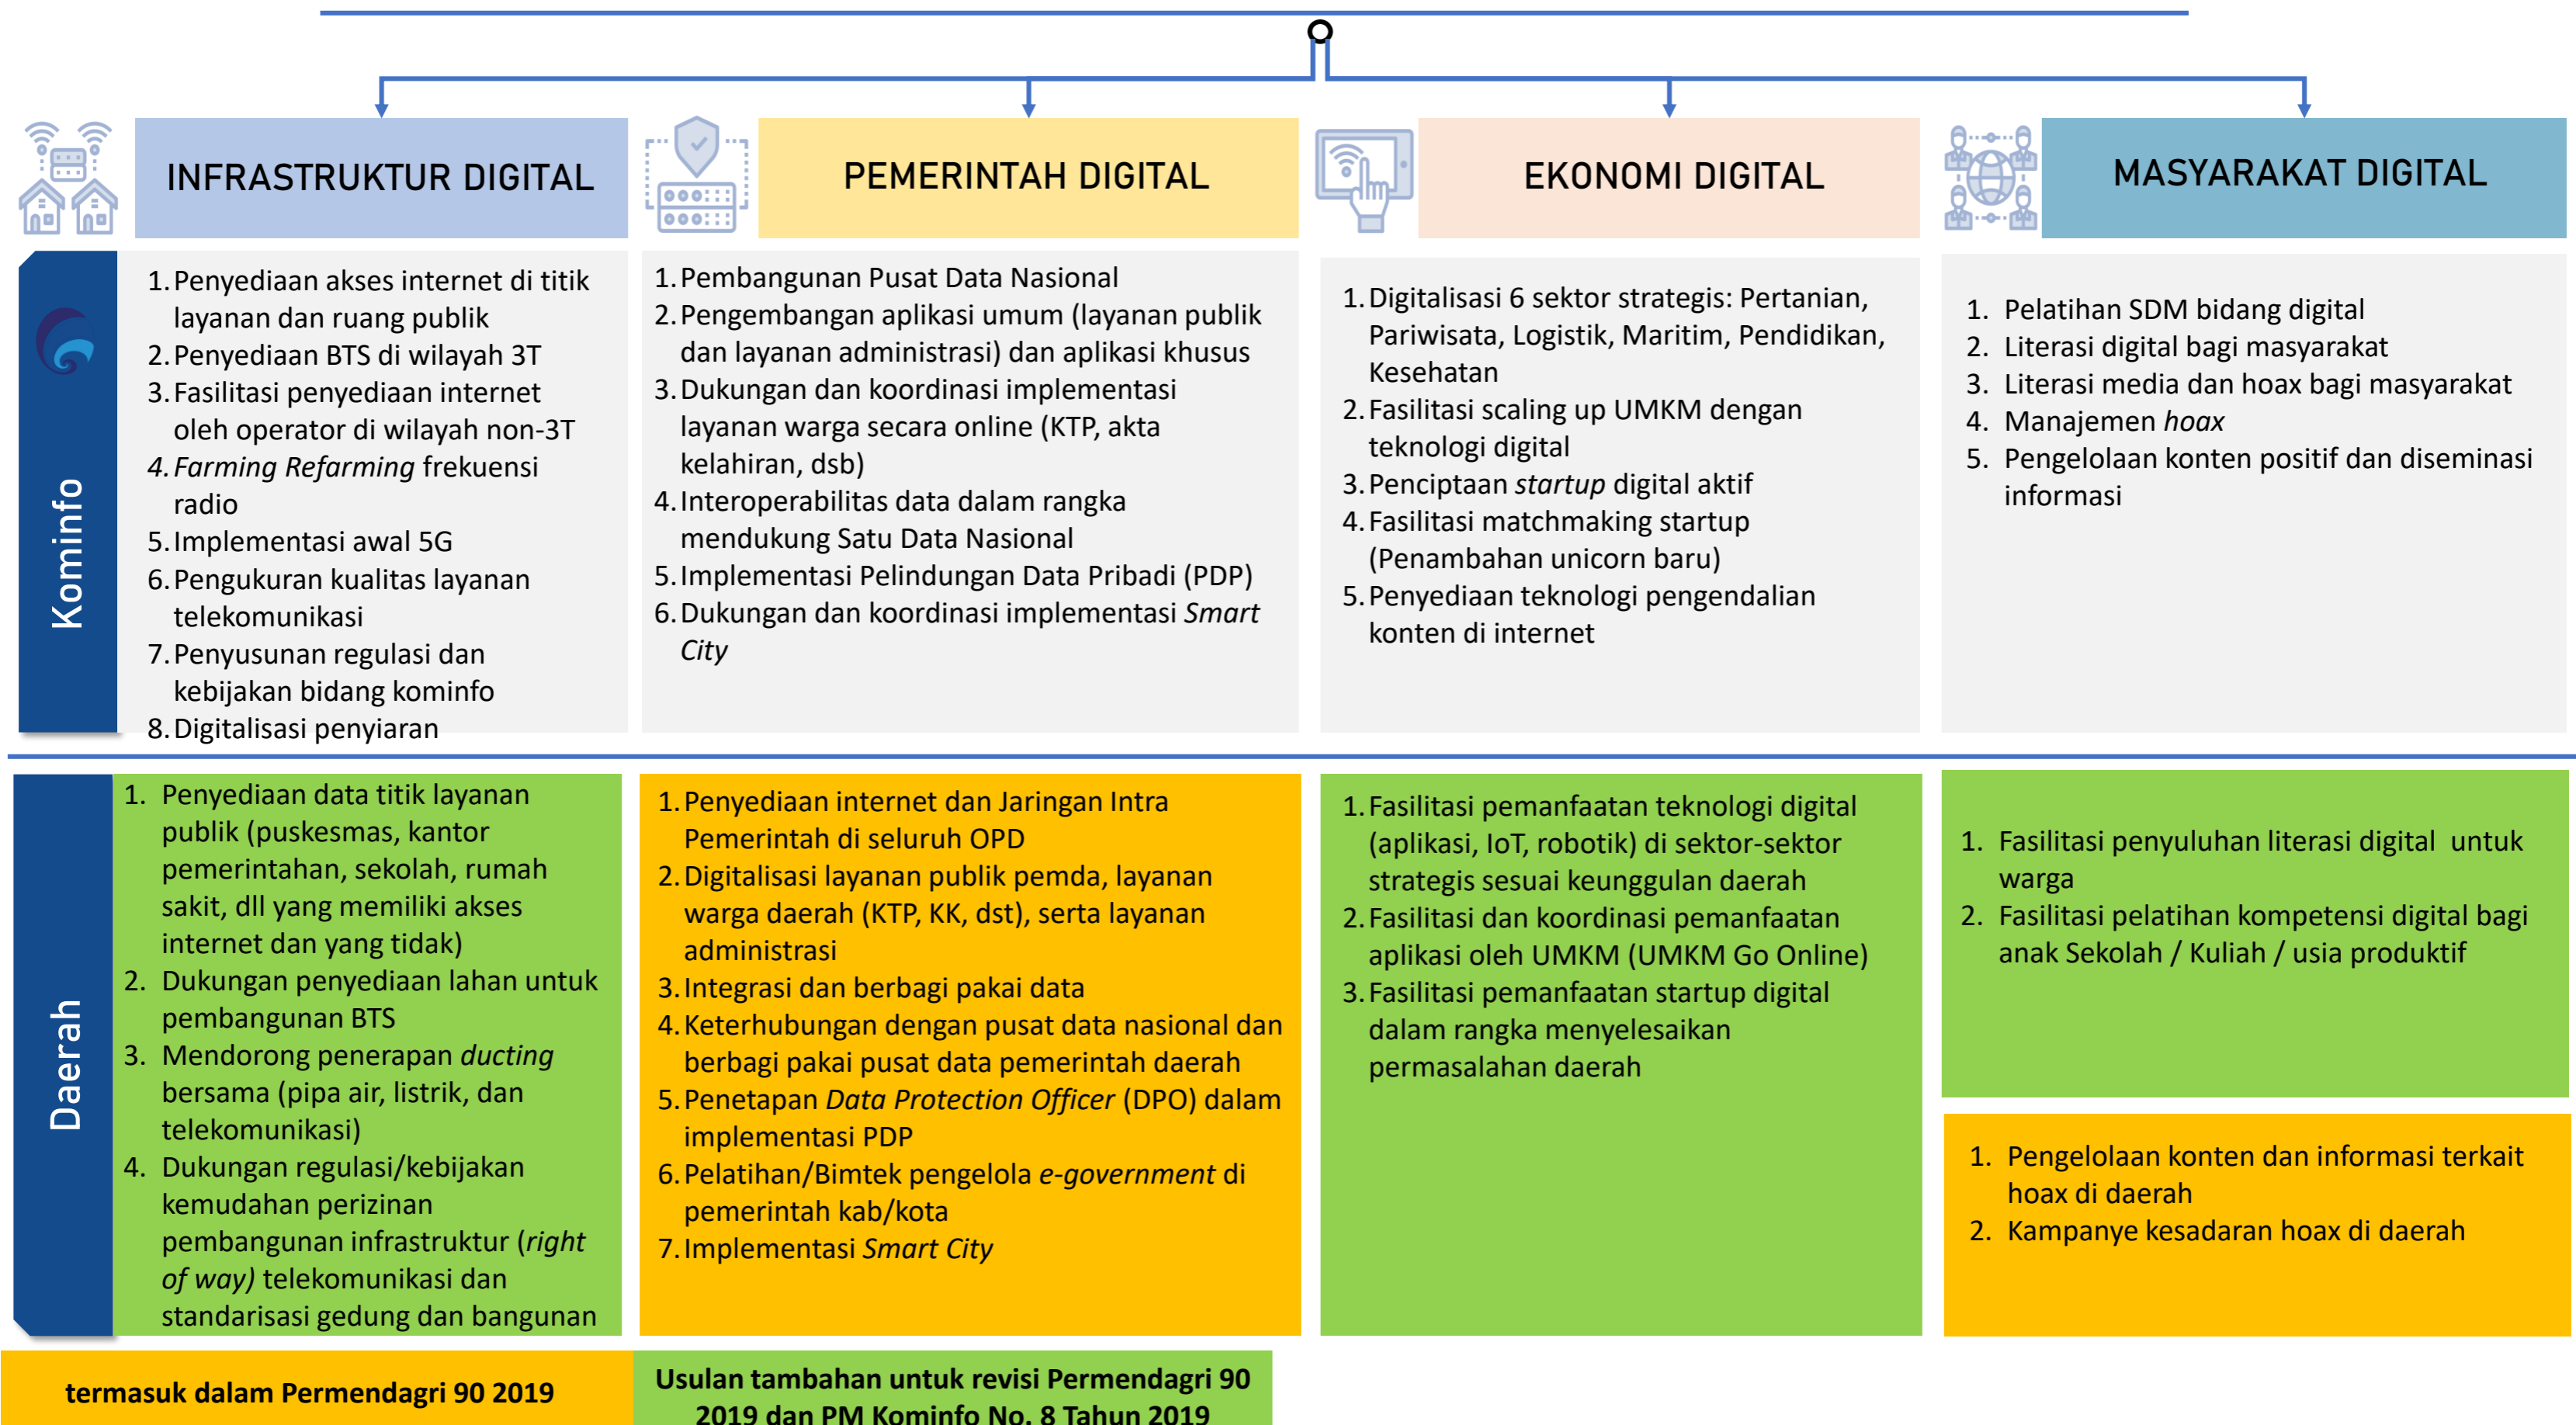 INFRASTRUKTUR DIGITAL
PEMERINTAH DIGITAL
EKONOMI DIGITAL
MASYARAKAT DIGITAL
Kominfo
1. Penyediaan akses internet di titik
layanan dan ruang publik
2. Penyediaan BTS di wilayah 3T
3. Fasilitasi penyediaan internet
oleh operator di wilayah non-3T
4. Farming Refarming frekuensi
radio
5. Implementasi awal 5G
6. Pengukuran kualitas layanan
telekomunikasi
7. Penyusunan regulasi dan
kebijakan bidang kominfo
8. Digitalisasi penyiaran
1. Pembangunan Pusat Data Nasional
2. Pengembangan aplikasi umum (layanan publik
dan layanan administrasi) dan aplikasi khusus
3. Dukungan dan koordinasi implementasi
layanan warga secara online (KTP, akta
kelahiran, dsb)
4. Interoperabilitas data dalam rangka
mendukung Satu Data Nasional
5. Implementasi Pelindungan Data Pribadi (PDP)
6. Dukungan dan koordinasi implementasi Smart
City
1. Digitalisasi 6 sektor strategis: Pertanian,
Pariwisata, Logistik, Maritim, Pendidikan,
Kesehatan
2. Fasilitasi scaling up UMKM dengan
teknologi digital
3. Penciptaan startup digital aktif
4. Fasilitasi matchmaking startup
(Penambahan unicorn baru)
5. Penyediaan teknologi pengendalian
konten di internet
1. Pelatihan SDM bidang digital
2. Literasi digital bagi masyarakat
3. Literasi media dan hoax bagi masyarakat
4. Manajemen hoax
5. Pengelolaan konten positif dan diseminasi
informasi
Daerah
1. Penyediaan data titik layanan
publik (puskesmas, kantor
pemerintahan, sekolah, rumah
sakit, dll yang memiliki akses
internet dan yang tidak)
2. Dukungan penyediaan lahan untuk
pembangunan BTS
3. Mendorong penerapan ducting
bersama (pipa air, listrik, dan
telekomunikasi)
4. Dukungan regulasi/kebijakan
kemudahan perizinan
pembangunan infrastruktur (right
of way) telekomunikasi dan
standarisasi gedung dan bangunan
1. Penyediaan internet dan Jaringan Intra
Pemerintah di seluruh OPD
2. Digitalisasi layanan publik pemda, layanan
warga daerah (KTP, KK, dst), serta layanan
administrasi
3. Integrasi dan berbagi pakai data
4. Keterhubungan dengan pusat data nasional dan
berbagi pakai pusat data pemerintah daerah
5. Penetapan Data Protection Officer (DPO) dalam
implementasi PDP
6. Pelatihan/Bimtek pengelola e-government di
pemerintah kab/kota
7. Implementasi Smart City
1. Fasilitasi pemanfaatan teknologi digital
(aplikasi, IoT, robotik) di sektor-sektor
strategis sesuai keunggulan daerah
2. Fasilitasi dan koordinasi pemanfaatan
aplikasi oleh UMKM (UMKM Go Online)
3. Fasilitasi pemanfaatan startup digital
dalam rangka menyelesaikan
permasalahan daerah
1. Fasilitasi penyuluhan literasi digital untuk
warga
2. Fasilitasi pelatihan kompetensi digital bagi
anak Sekolah / Kuliah / usia produktif
1. Pengelolaan konten dan informasi terkait
hoax di daerah
2. Kampanye kesadaran hoax di daerah
termasuk dalam Permendagri 90 2019
Usulan tambahan untuk revisi Permendagri 90
2019 dan PM Kominfo No. 8 Tahun 2019